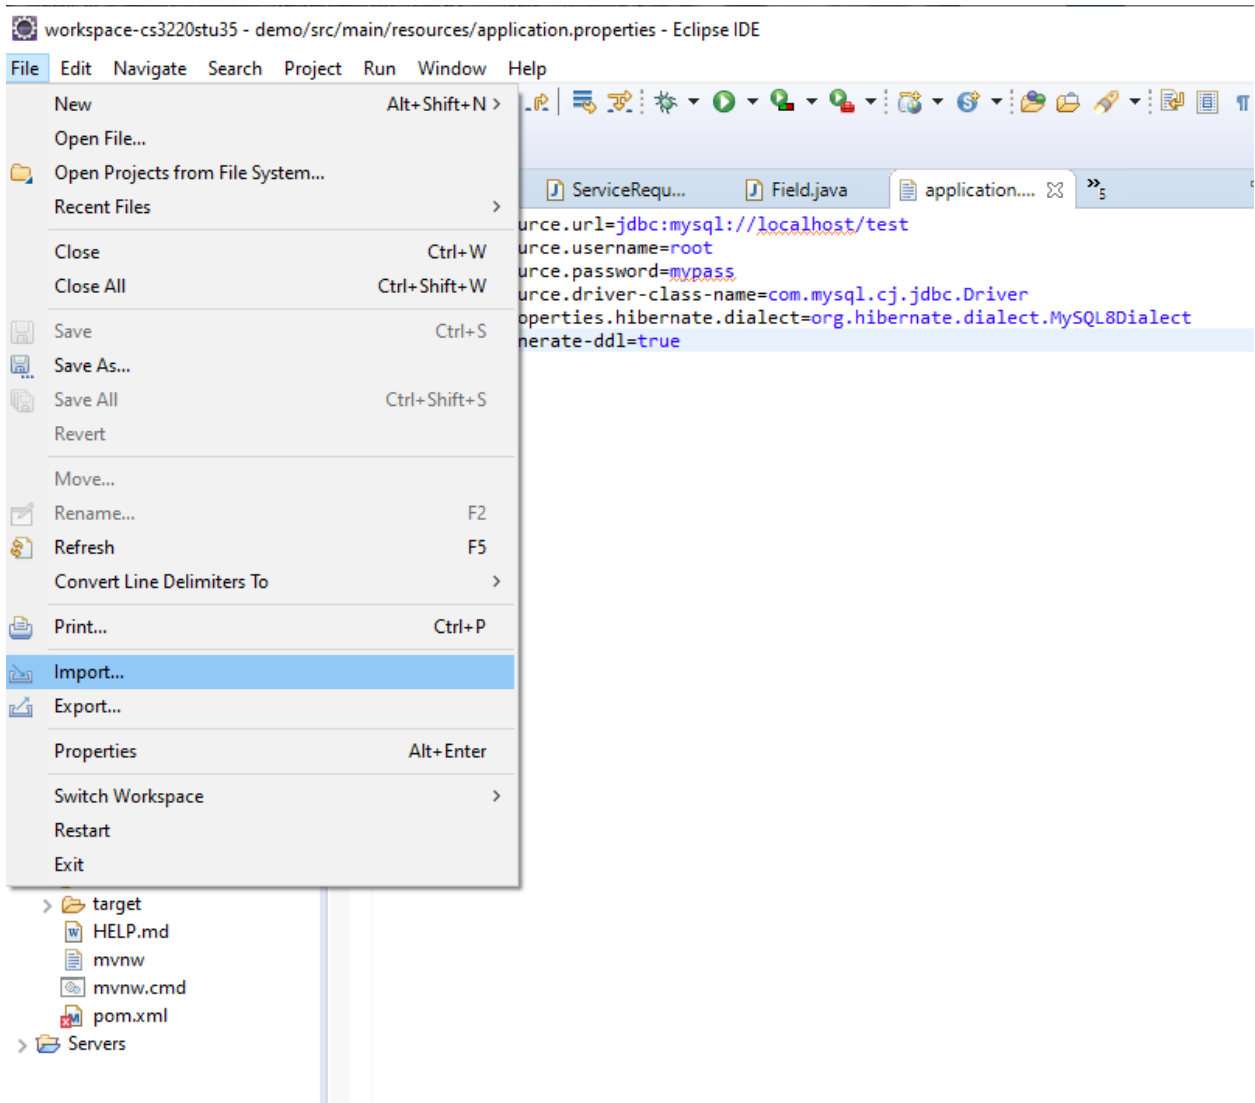 workspace-cs3220stu35 - demo/src/main/resources/application.properties - Eclipse IDE
File Edit Navigate Search Project Run Window Help
New Alt+Shift+N >
Open File...
Open Projects from File System...
Recent Files >
Close Ctrl+W
Close All Ctrl+Shift+W
Save Ctrl+S
Save As...
Save All Ctrl+Shift+S
Revert
Move...
Rename... F2
Refresh F5
Convert Line Delimiters To >
Print... Ctrl+P
Import...
Export...
Properties Alt+Enter
Switch Workspace >
Restart
Exit
ServiceRequ... Field.java application.... »5
urce.url=jdbc:mysql://localhost/test
urce.username=root
urce.password=mypass
urce.driver-class-name=com.mysql.cj.jdbc.Driver
operties.hibernate.dialect=org.hibernate.dialect.MySQL8Dialect
nerate-ddl=true
target
HELP.md
mvnw
mvnw.cmd
pom.xml
Servers